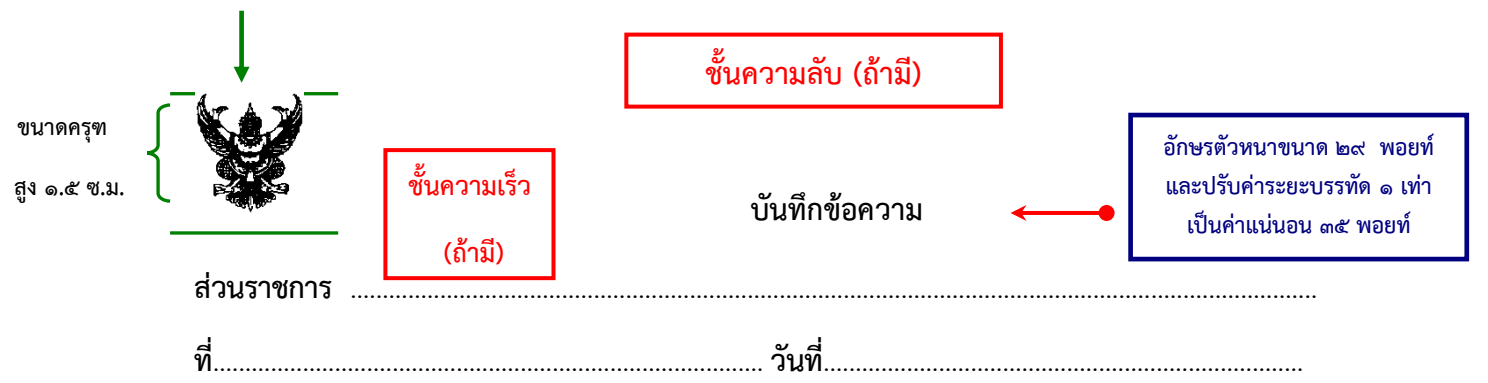 ชั้นความลับ (ถ้ามี)
ขนาดครุฑ
สูง ๑.๕ ซ.ม.
ชั้นความเร็ว
(ถ้ามี)
บันทึกข้อความ
อักษรตัวหนาขนาด ๒๙ พอยท์
และปรับค่าระยะบรรทัด ๑ เท่า
เป็นค่าแน่นอน ๓๕ พอยท์
ส่วนราชการ ........................................................................................................................................................
ที่....................................................................................... วันที่............................................................................